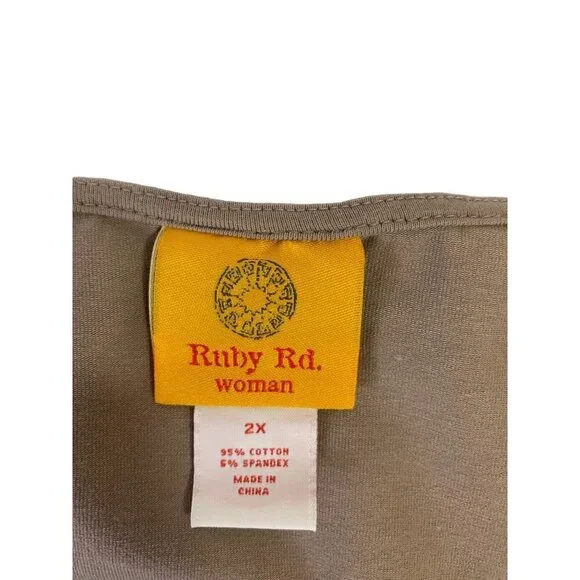 Ruby Rd.
woman
2X
95% COTTON
5% SPANDEX
MADE IN
CHINA